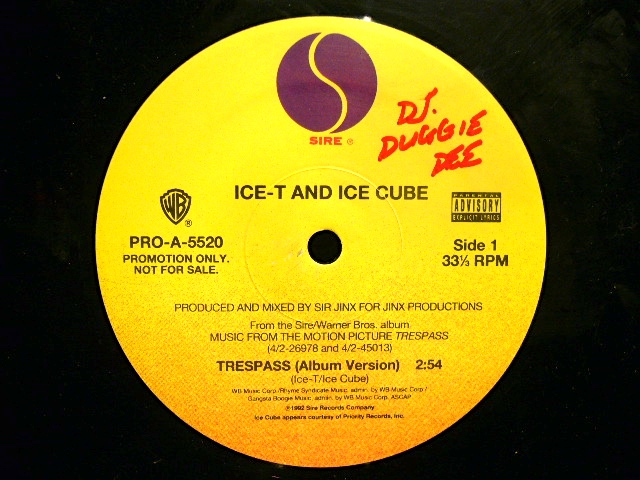 SIRE ®
DJ.
DUGGIE
DEE
ICE-T AND ICE CUBE
WB
®
PARENTAL
ADVISORY
EXPLICIT LYRICS
PRO-A-5520
PROMOTION ONLY.
NOT FOR SALE.
Side 1
33⅓ RPM
PRODUCED AND MIXED BY SIR JINX FOR JINX PRODUCTIONS
From the Sire/Warner Bros. album
MUSIC FROM THE MOTION PICTURE TRESPASS
(4/2-26978 and 4/2-45013)
TRESPASS (Album Version) 2:54
(Ice-T/Ice Cube)
WB Music Corp./Rhyme Syndicate Music, admin. by WB Music Corp./
Gangsta Boogie Music, admin. by WB Music Corp. ASCAP
℗1992 Sire Records Company
Ice Cube appears courtesy of Priority Records, Inc.